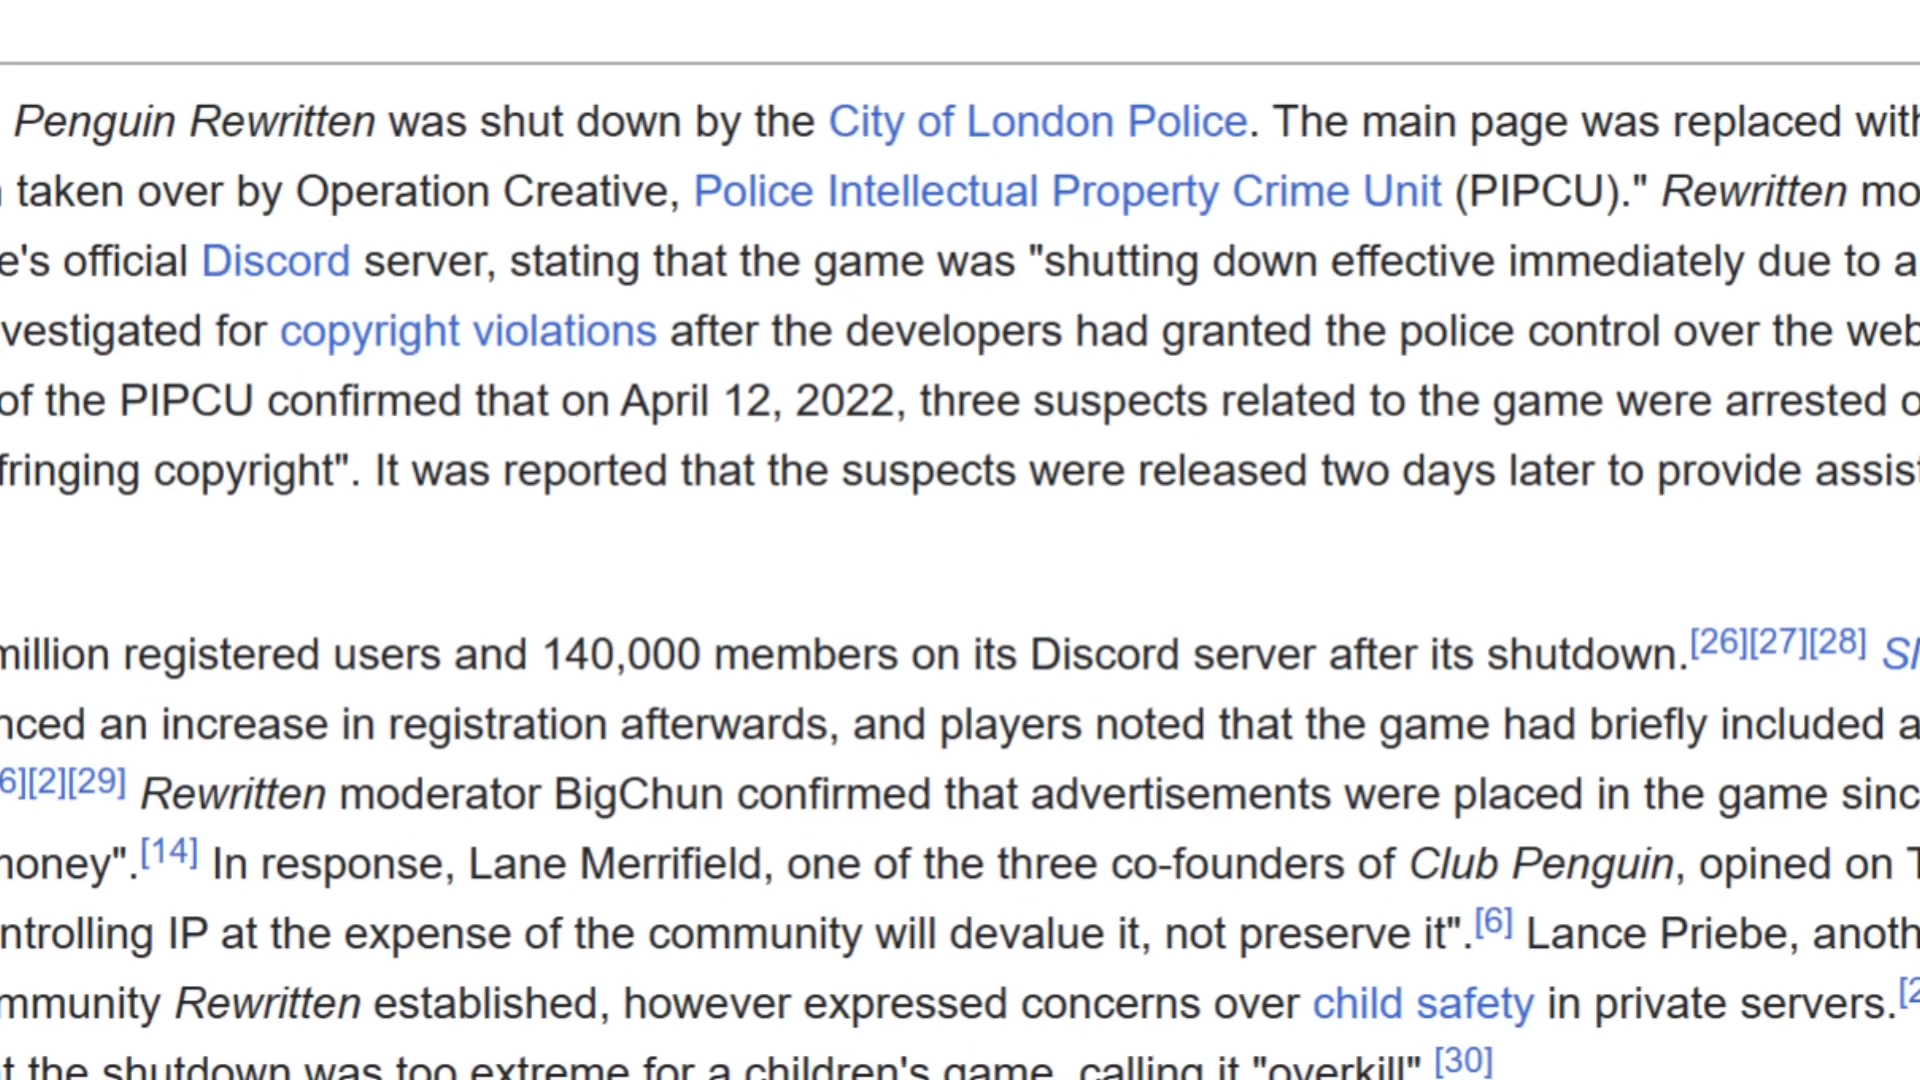 Penguin Rewritten was shut down by the City of London Police. The main page was replaced with
taken over by Operation Creative, Police Intellectual Property Crime Unit (PIPCU)." Rewritten mo
e's official Discord server, stating that the game was "shutting down effective immediately due to a
vestigated for copyright violations after the developers had granted the police control over the web
of the PIPCU confirmed that on April 12, 2022, three suspects related to the game were arrested o
fringing copyright". It was reported that the suspects were released two days later to provide assist
million registered users and 140,000 members on its Discord server after its shutdown.[26][27][28] Sl
nced an increase in registration afterwards, and players noted that the game had briefly included a
6][2][29] Rewritten moderator BigChun confirmed that advertisements were placed in the game sinc
money".[14] In response, Lane Merrifield, one of the three co-founders of Club Penguin, opined on T
ntrolling IP at the expense of the community will devalue it, not preserve it".[6] Lance Priebe, anoth
mmunity Rewritten established, however expressed concerns over child safety in private servers.[2
t the shutdown was too extreme for a children's game, calling it "overkill".[30]